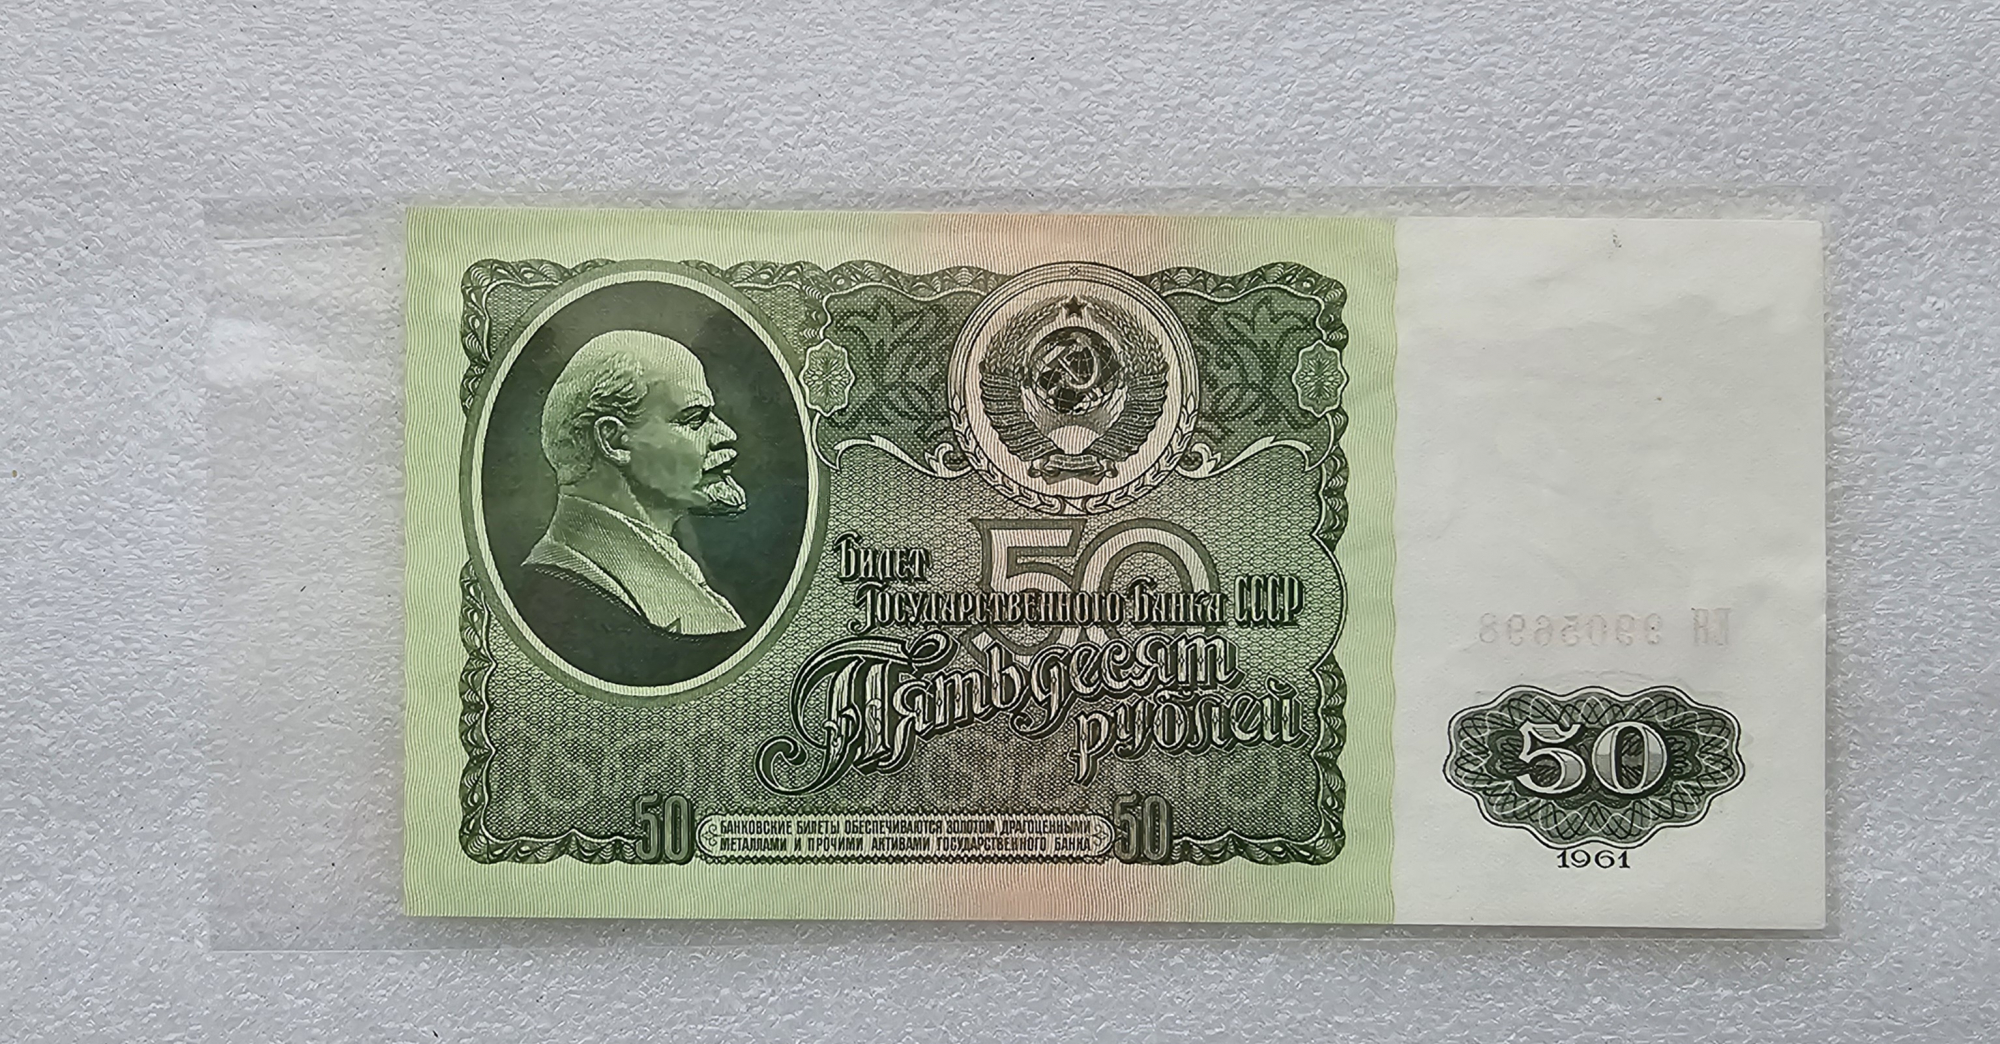 50
Билет
Государственного Банка СССР
Пятьдесят
рублей
50 БАНКОВСКИЕ БИЛЕТЫ ОБЕСПЕЧИВАЮТСЯ ЗОЛОТОМ, ДРАГОЦЕННЫМИ 50
МЕТАЛЛАМИ И ПРОЧИМИ АКТИВАМИ ГОСУДАРСТВЕННОГО БАНКА
50
1961